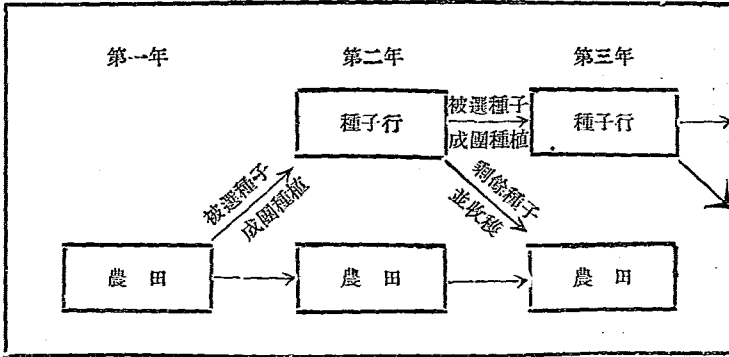 第一年
第二年
第三年
種子行
被選種子
成團種植
種子行
被選種子
成團種植
剩餘種子
並收穫
農 田
農 田
農 田